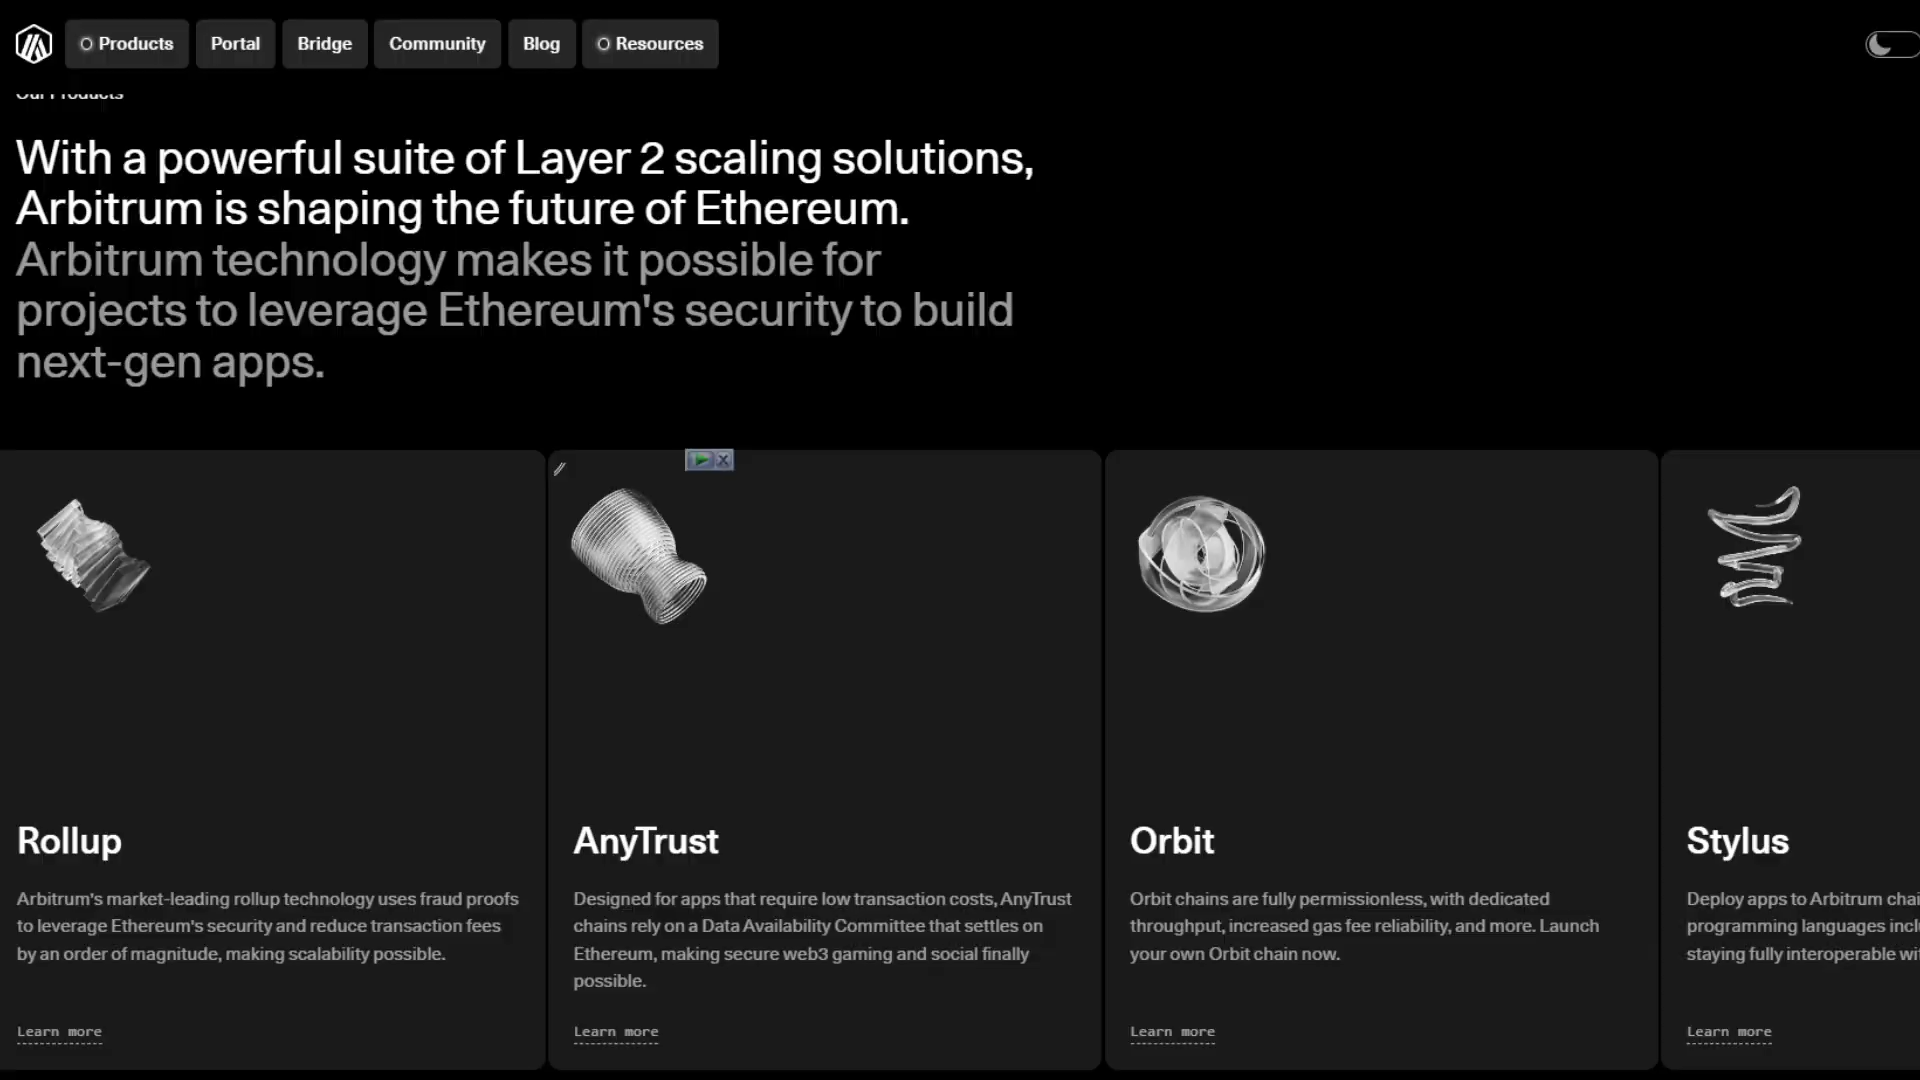 Products
Portal
Bridge
Community
Blog
Resources
Our Products
With a powerful suite of Layer 2 scaling solutions,
Arbitrum is shaping the future of Ethereum.
Arbitrum technology makes it possible for
projects to leverage Ethereum's security to build
next-gen apps.
Rollup
Arbitrum's market-leading rollup technology uses fraud proofs
to leverage Ethereum's security and reduce transaction fees
by an order of magnitude, making scalability possible.
Learn more
AnyTrust
Designed for apps that require low transaction costs, AnyTrust
chains rely on a Data Availability Committee that settles on
Ethereum, making secure web3 gaming and social finally
possible.
Learn more
Orbit
Orbit chains are fully permissionless, with dedicated
throughput, increased gas fee reliability, and more. Launch
your own Orbit chain now.
Learn more
Stylus
Deploy apps to Arbitrum
programming languages
staying fully interoperable
Learn more